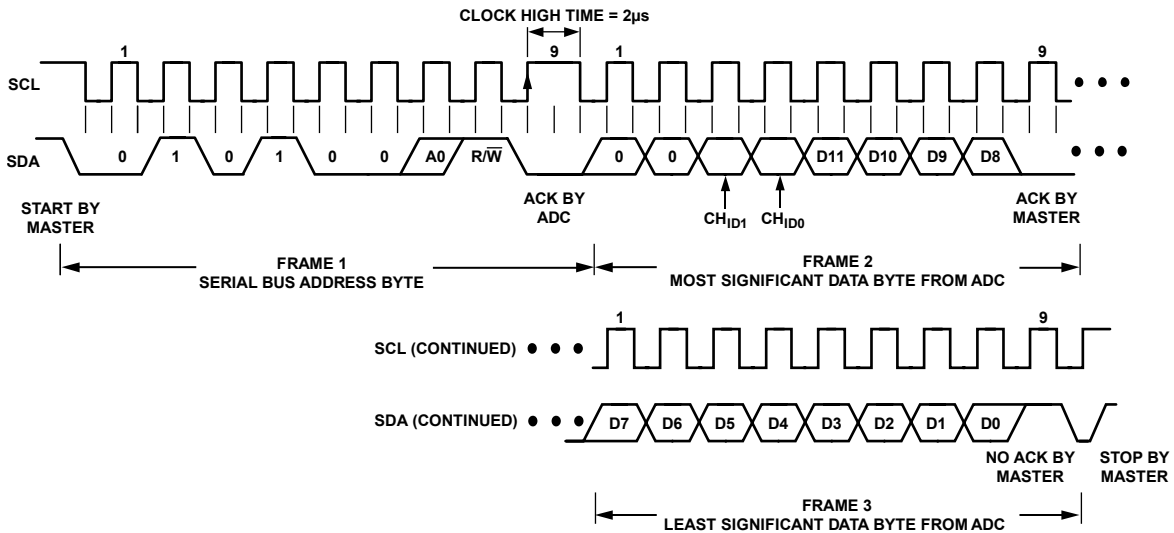 CLOCK HIGH TIME = 2µs
1 9 1 9
SCL
SDA 0 1 0 1 0 0 A0 R/W̅ 0 0 D11 D10 D9 D8
START BY MASTER
ACK BY ADC
CH_ID1
CH_ID0
ACK BY MASTER
FRAME 1
SERIAL BUS ADDRESS BYTE
FRAME 2
MOST SIGNIFICANT DATA BYTE FROM ADC
1 9
SCL (CONTINUED)
SDA (CONTINUED) D7 D6 D5 D4 D3 D2 D1 D0
NO ACK BY MASTER
STOP BY MASTER
FRAME 3
LEAST SIGNIFICANT DATA BYTE FROM ADC